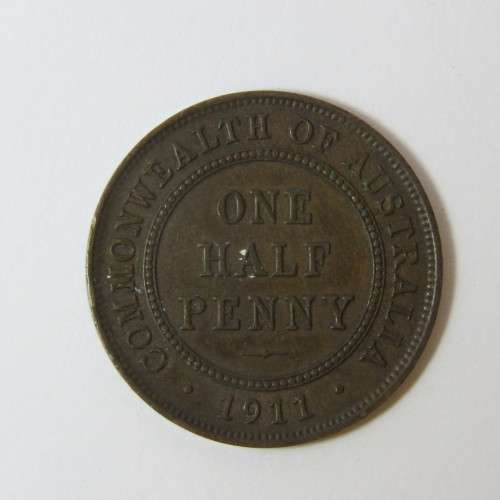 COMMONWEALTH OF AUSTRALIA
ONE
HALF
PENNY
1911